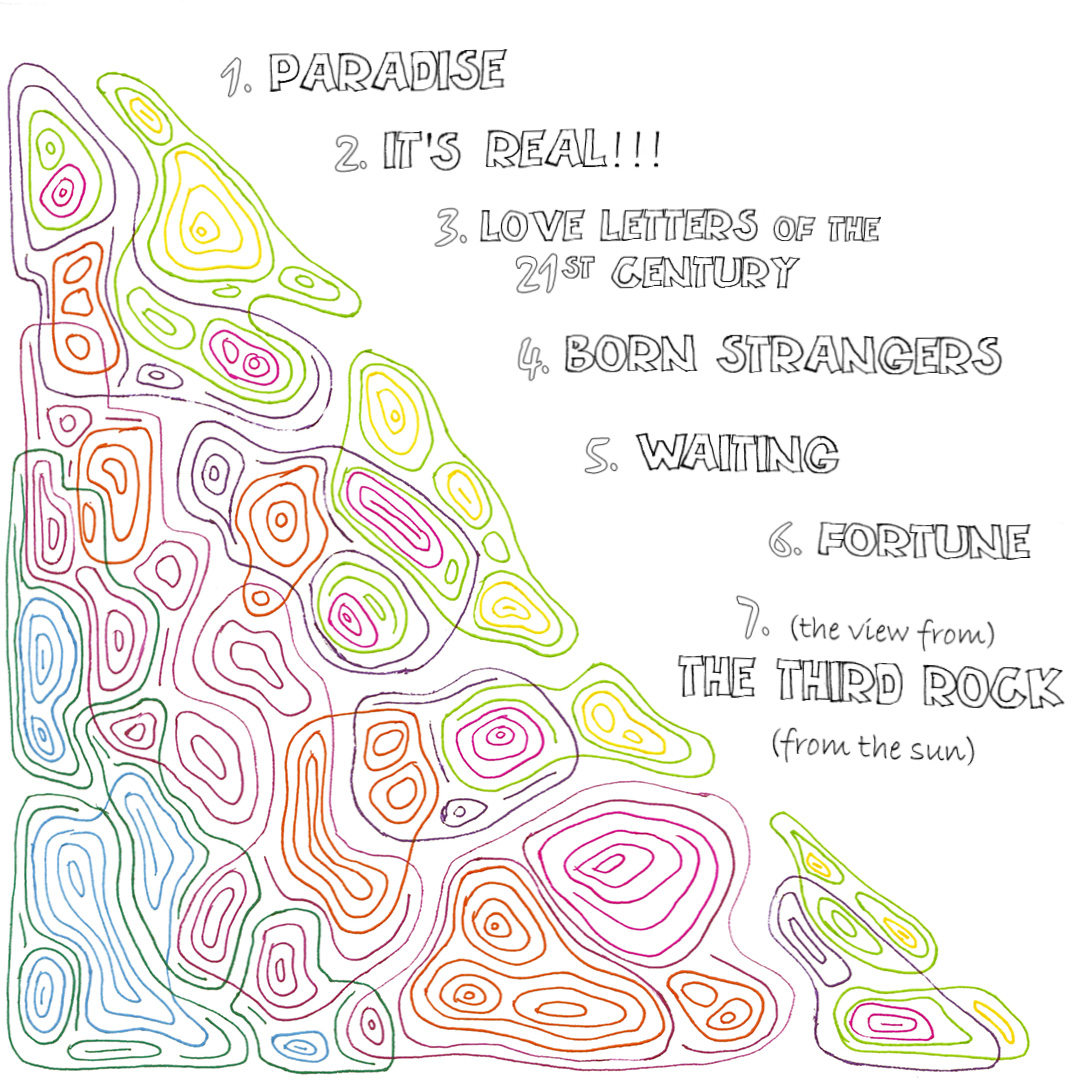 1. PARADISE
2. IT'S REAL!!!
3. LOVE LETTERS OF THE
21ST CENTURY
4. BORN STRANGERS
5. WAITING
6. FORTUNE
7. (the view from)
THE THIRD ROCK
(from the sun)